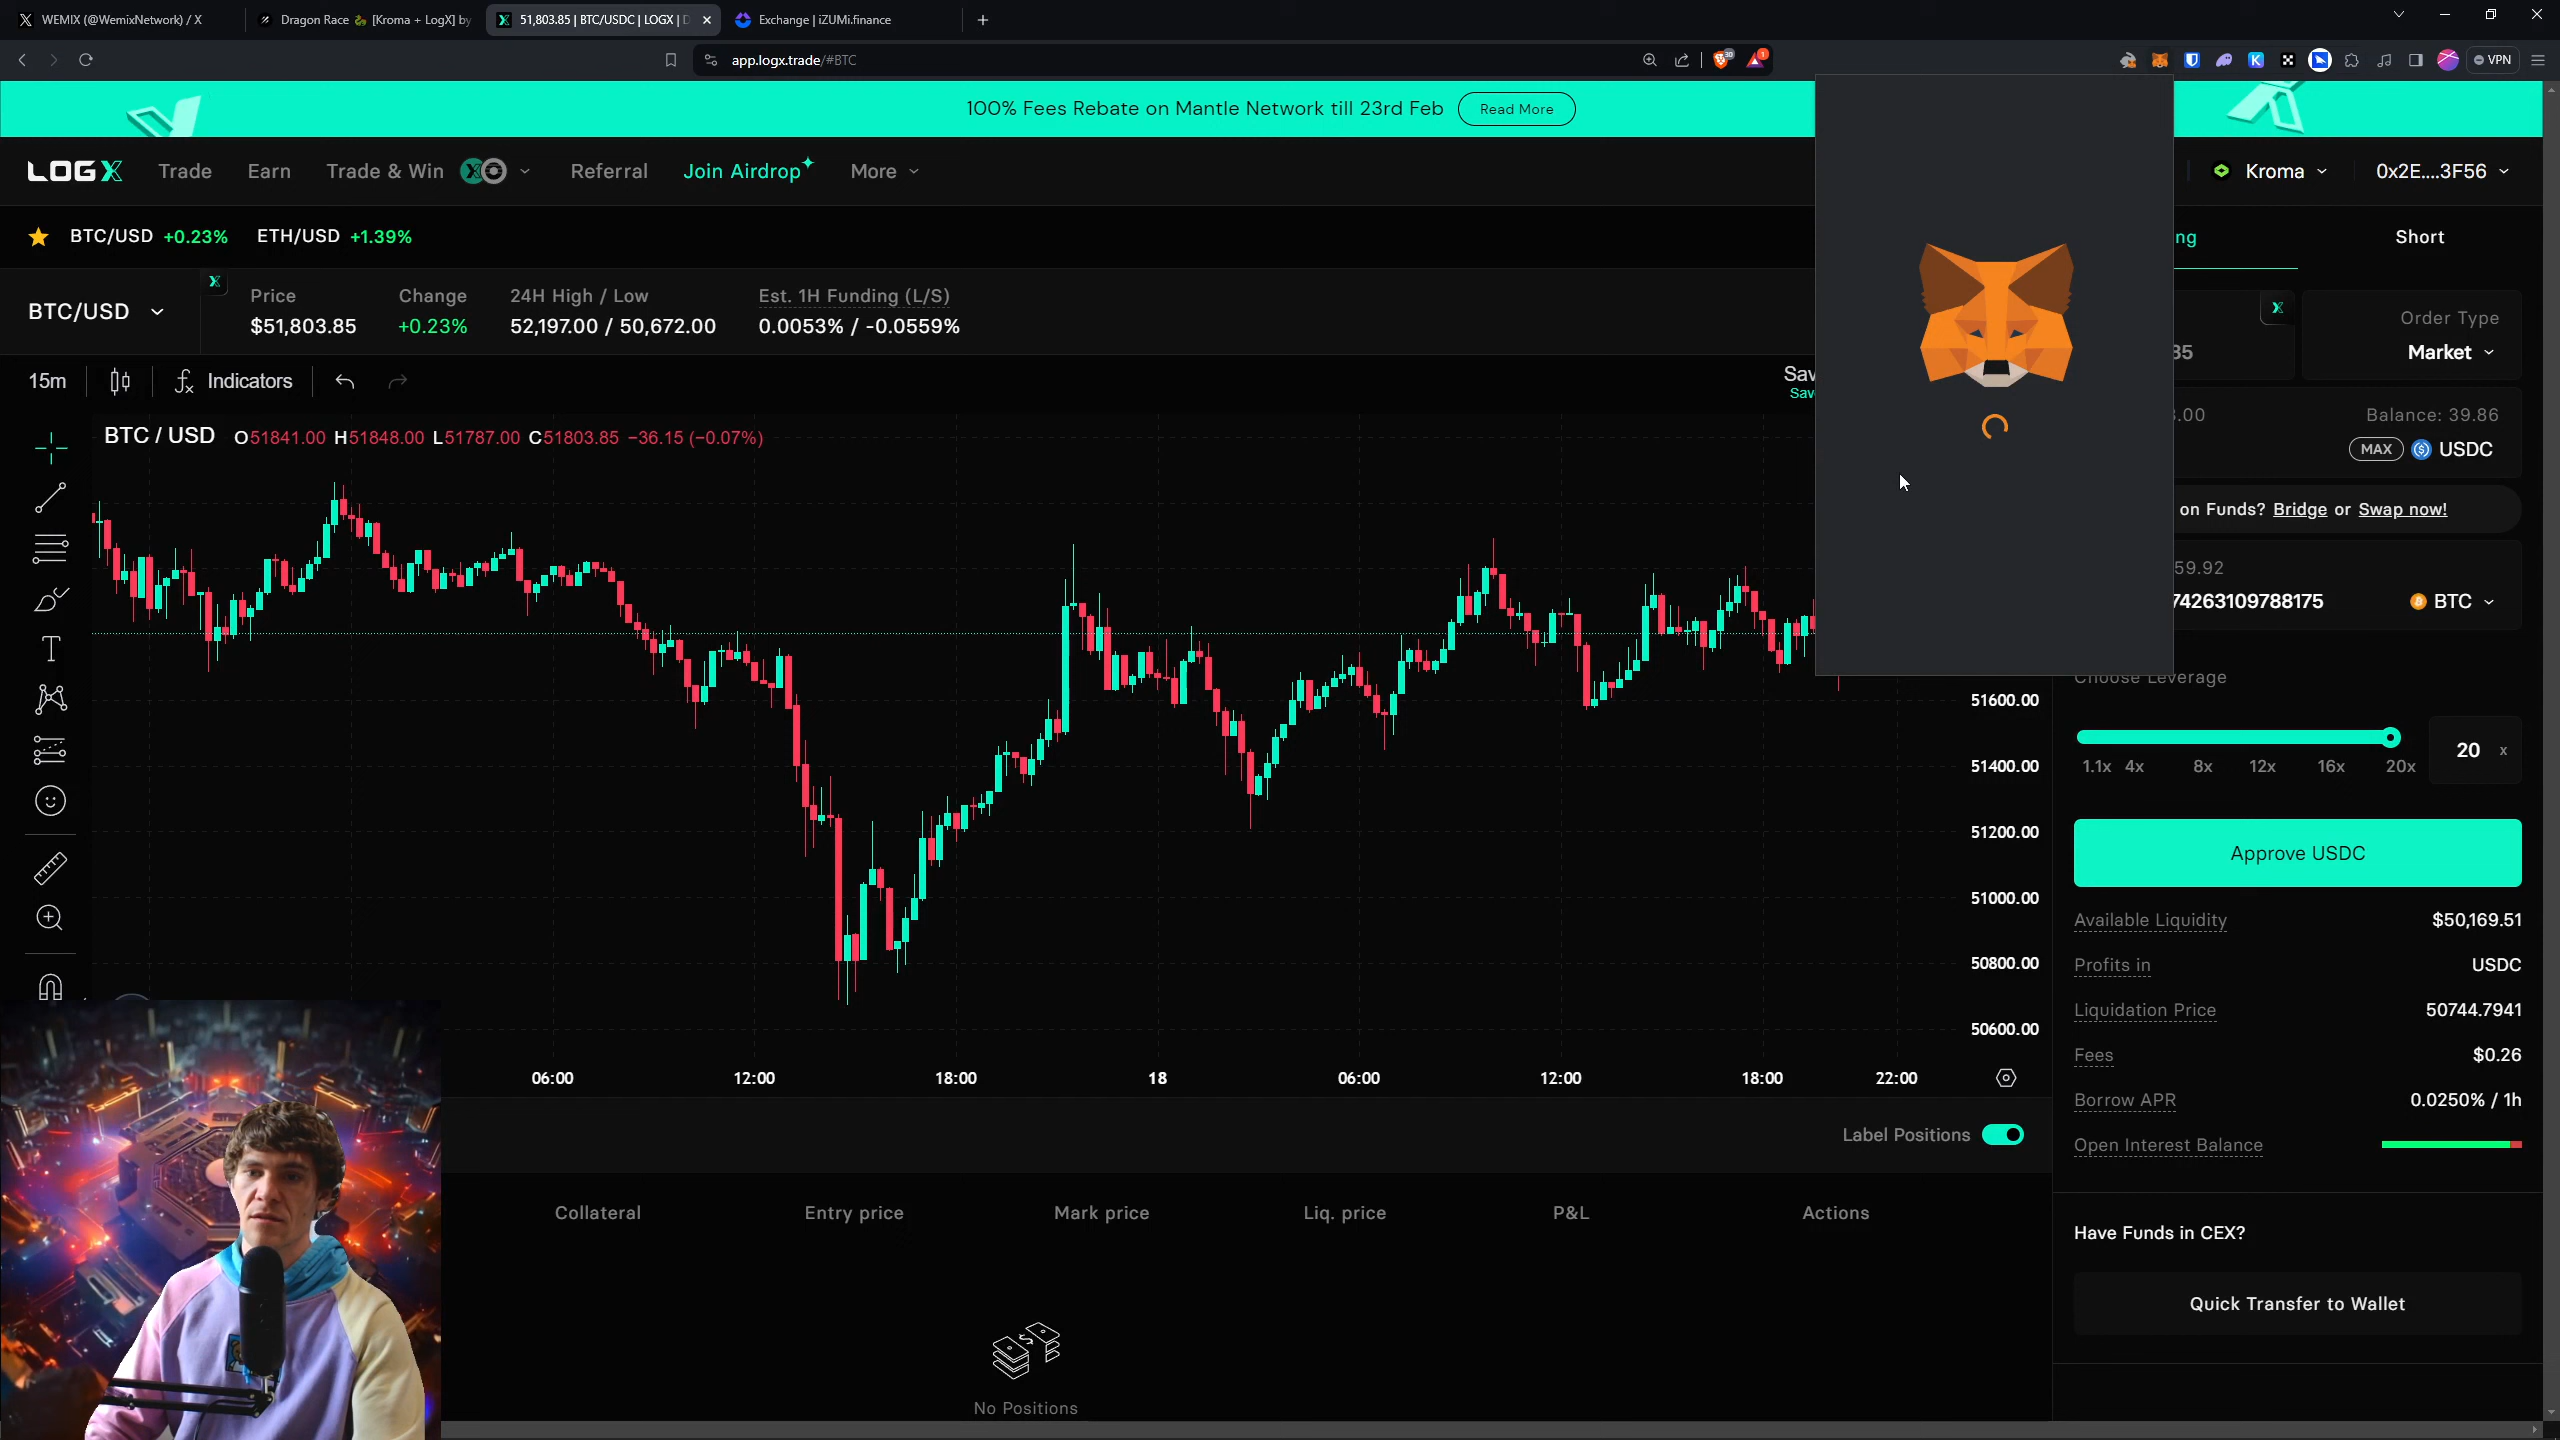 WEMIX (@WemixNetwork) / X
Dragon Race 🐉 [Kroma + LogX] by
51,803.85 | BTC/USDC | LOGX | D
Exchange | iZUMi.finance
app.logx.trade/#BTC
30
1
VPN
100% Fees Rebate on Mantle Network till 23rd Feb
Read More
LOGX
Trade
Earn
Trade & Win
Referral
Join Airdrop
More
Kroma
0x2E....3F56
BTC/USD +0.23%
ETH/USD +1.39%
ng
Short
BTC/USD
Price
$51,803.85
Change
+0.23%
24H High / Low
52,197.00 / 50,672.00
Est. 1H Funding (L/S)
0.0053% / -0.0559%
35
Order Type
Market
15m
Indicators
Sav
Save
BTC / USD O51841.00 H51848.00 L51787.00 C51803.85 −36.15 (−0.07%)
.00
Balance: 39.86
MAX
USDC
on Funds? Bridge or Swap now!
59.92
74263109788175
BTC
Choose Leverage
1.1x 4x 8x 12x 16x 20x
20 x
Approve USDC
51600.00
51400.00
51200.00
51000.00
50800.00
50600.00
06:00 12:00 18:00 18 06:00 12:00 18:00 22:00
Available Liquidity $50,169.51
Profits in USDC
Liquidation Price 50744.7941
Fees $0.26
Borrow APR 0.0250% / 1h
Open Interest Balance
Label Positions
Collateral Entry price Mark price Liq. price P&L Actions
No Positions
Have Funds in CEX?
Quick Transfer to Wallet